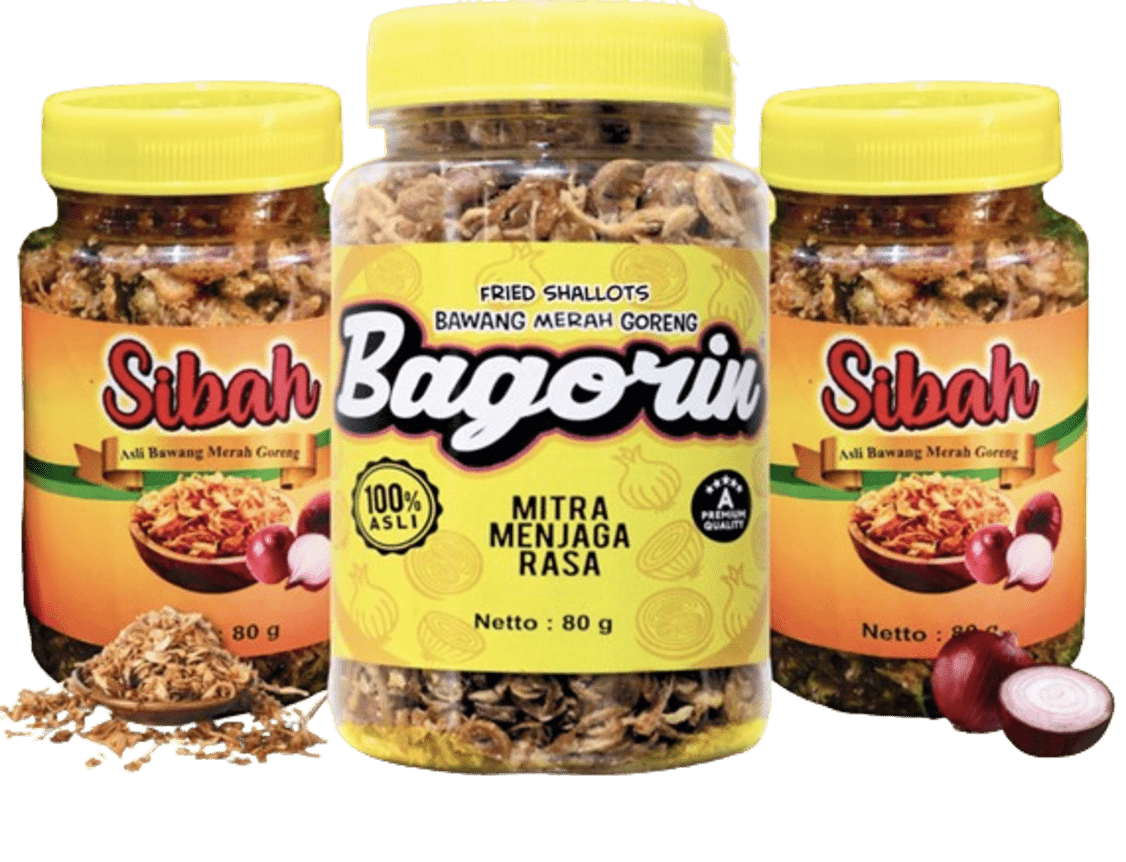 Sibah
Asli Bawang Merah Goreng
: 80 g
FRIED SHALLOTS
BAWANG MERAH GORENG
Bagorin
100%
ASLI
MITRA
MENJAGA
RASA
A
PREMIUM
QUALITY
Netto : 80 g
Sibah
Asli Bawang Merah Goreng
Netto : 80 g